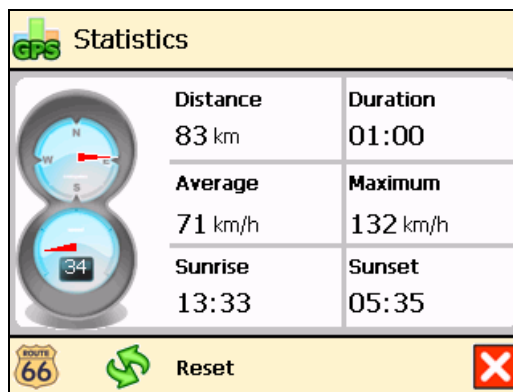 GPS Statistics
N
W E
S
34
Distance
83 km
Duration
01:00
Average
71 km/h
Maximum
132 km/h
Sunrise
13:33
Sunset
05:35
ROUTE
66
Reset